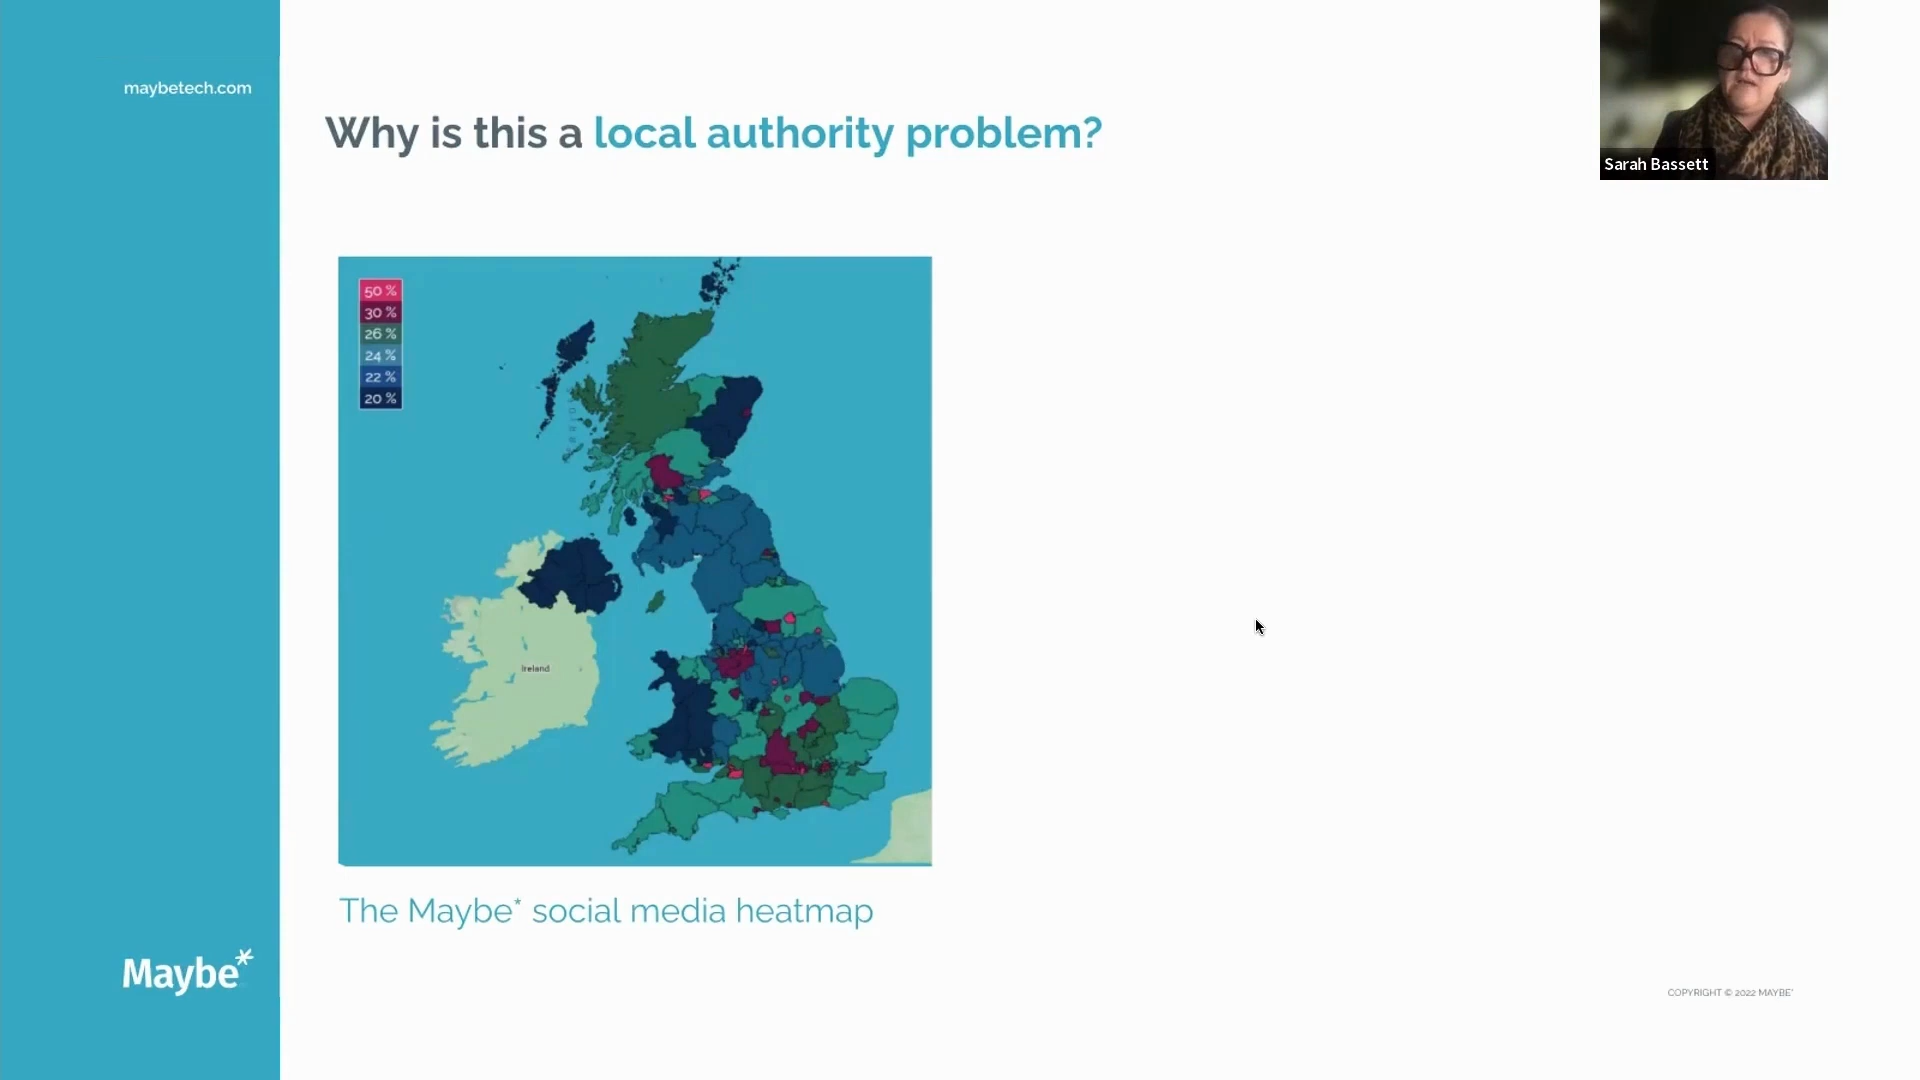 maybetech.com
Why is this a local authority problem?
Sarah Bassett
50 %
30 %
26 %
24 %
22 %
20 %
Ireland
The Maybe* social media heatmap
Maybe*
COPYRIGHT © 2022 MAYBE*